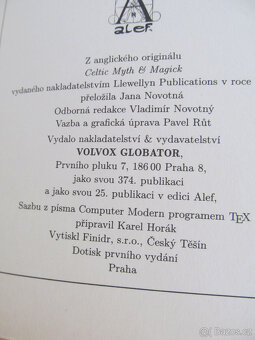 A
alef.
Z anglického originálu
Celtic Myth & Magick
vydaného nakladatelstvím Llewellyn Publications v roce
přeložila Jana Novotná
Odborná redakce Vladimír Novotný
Vazba a grafická úprava Pavel Růt
Vydalo nakladatelství & vydavatelství
VOLVOX GLOBATOR,
Prvního pluku 7, 186 00 Praha 8,
jako svou 374. publikaci
a jako svou 25. publikaci v edici Alef,
Sazbu z písma Computer Modern programem TEX
připravil Karel Horák
Vytiskl Finidr, s.r.o., Český Těšín
Dotisk prvního vydání
Praha